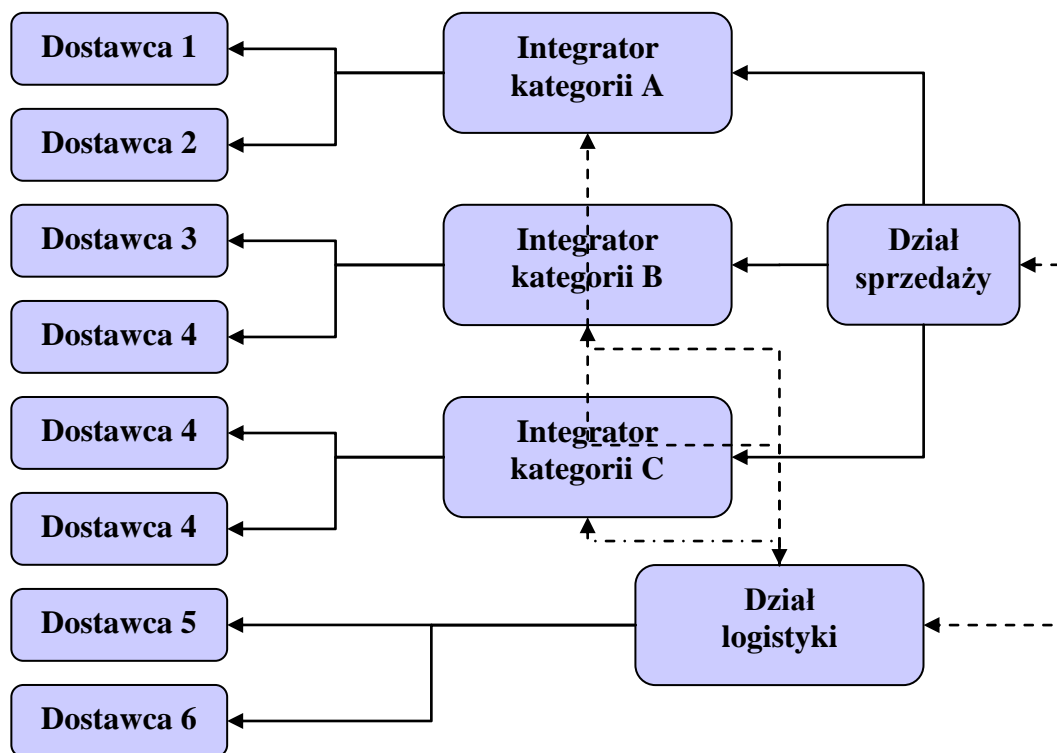 Dostawca 1
Dostawca 2
Dostawca 3
Dostawca 4
Dostawca 4
Dostawca 4
Dostawca 5
Dostawca 6
Integrator
kategorii A
Integrator
kategorii B
Integrator
kategorii C
Dział
sprzedaży
Dział
logistyki